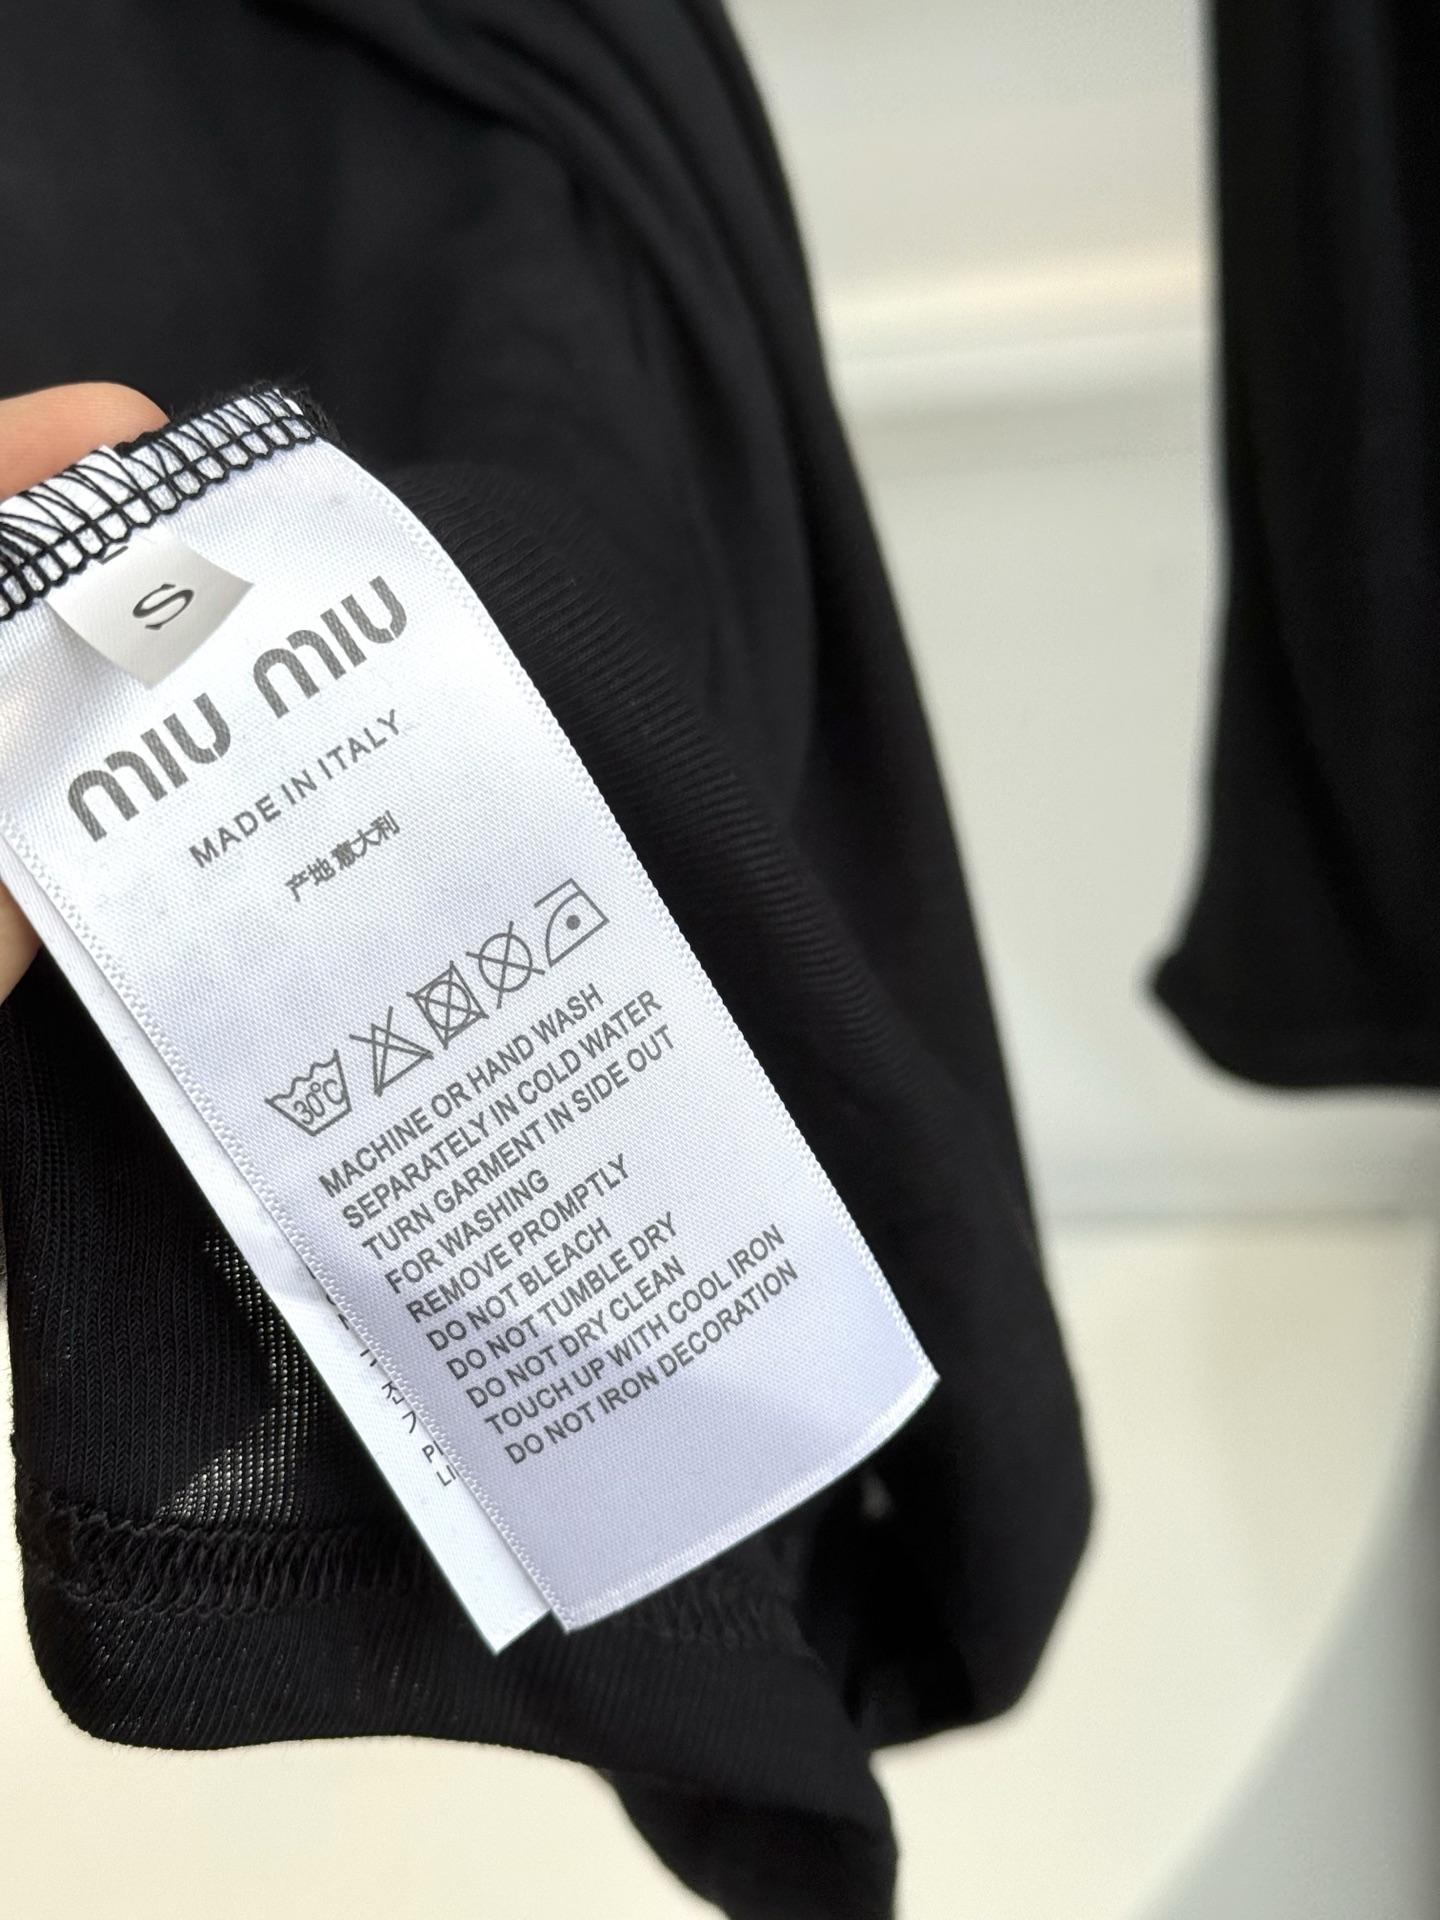 S
MIU MIU
MADE IN ITALY
产地 意大利
30°C
MACHINE OR HAND WASH
SEPARATELY IN COLD WATER
TURN GARMENT IN SIDE OUT
FOR WASHING
REMOVE PROMPTLY
DO NOT BLEACH
DO NOT TUMBLE DRY
DO NOT DRY CLEAN
TOUCH UP WITH COOL IRON
DO NOT IRON DECORATION